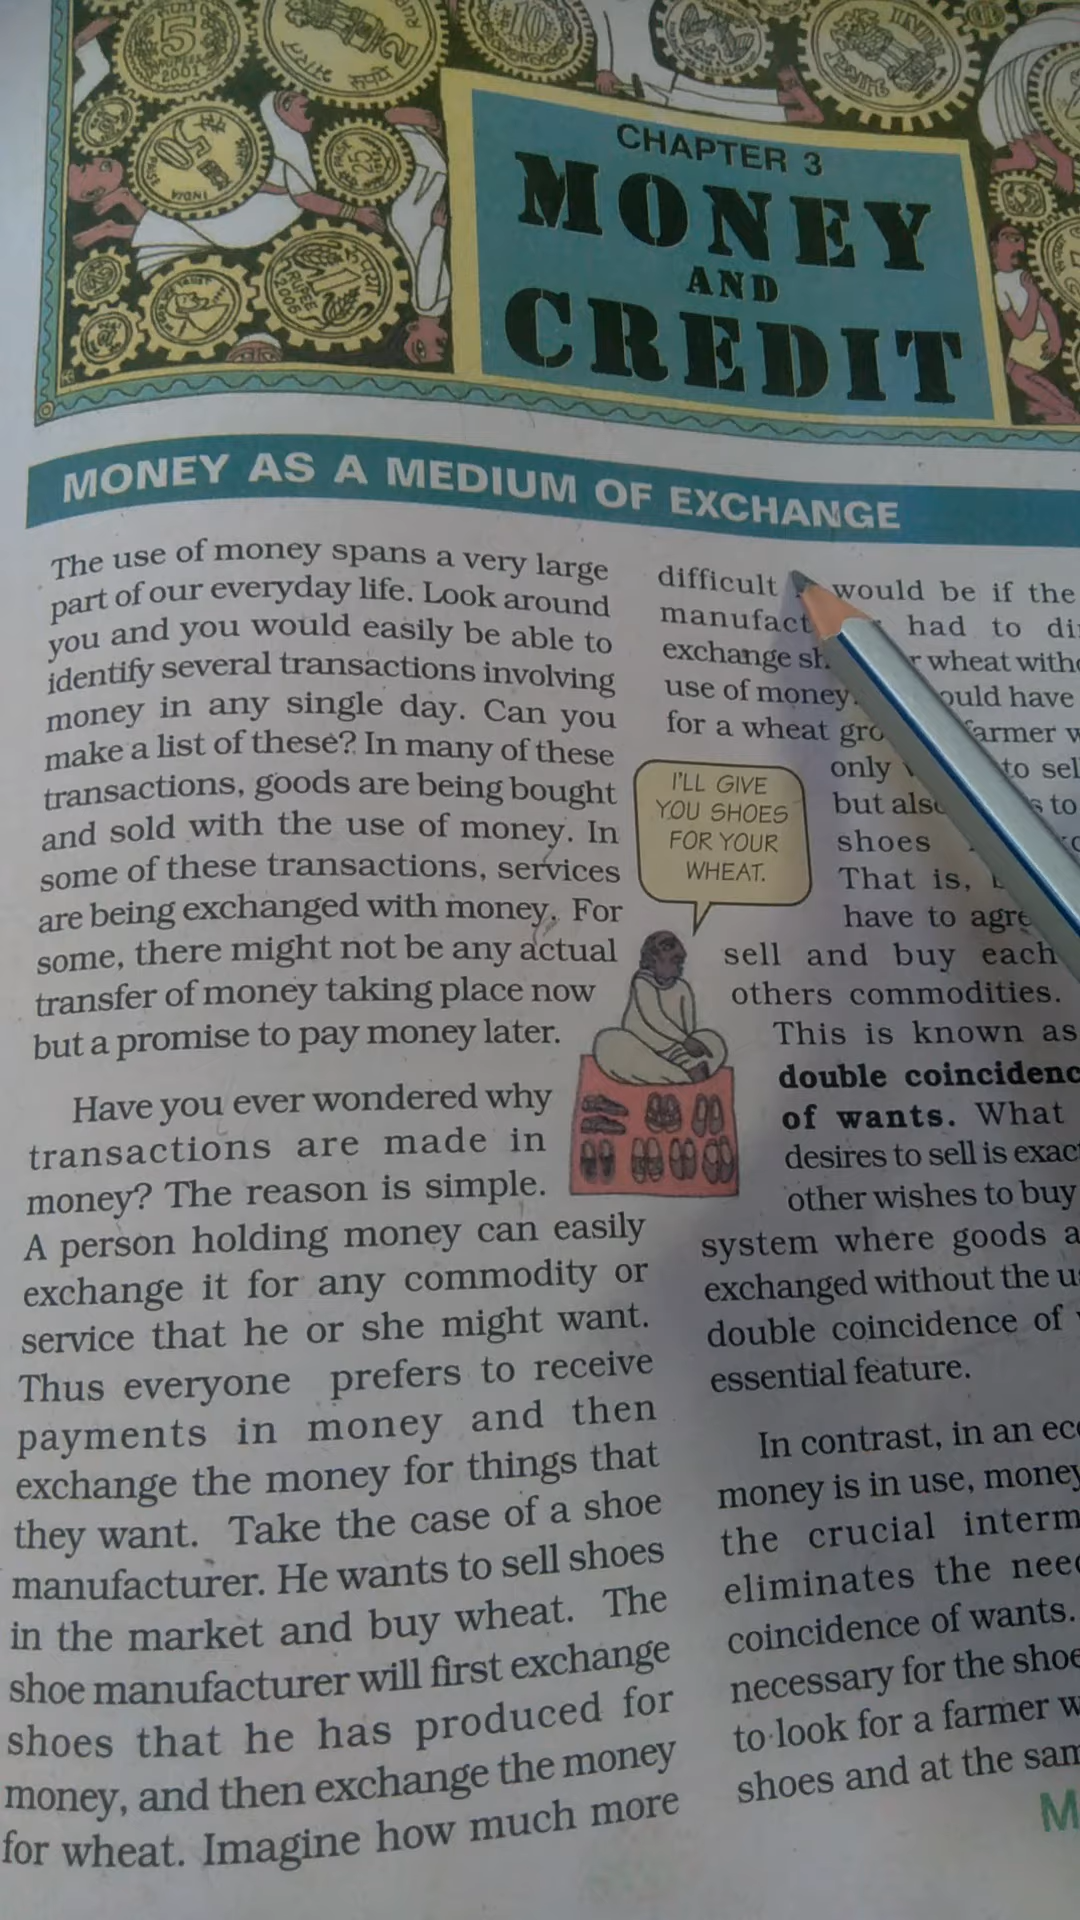 CHAPTER 3
MONEY
AND
CREDIT
MONEY AS A MEDIUM OF EXCHANGE
The use of money spans a very large
part of our everyday life. Look around
you and you would easily be able to
identify several transactions involving
money in any single day. Can you
make a list of these? In many of these
transactions, goods are being bought
and sold with the use of money. In
some of these transactions, services
are being exchanged with money. For
some, there might not be any actual
transfer of money taking place now
but a promise to pay money later.
Have you ever wondered why
transactions are made in
money? The reason is simple.
A person holding money can easily
exchange it for any commodity or
service that he or she might want.
Thus everyone prefers to receive
payments in money and then
exchange the money for things that
they want. Take the case of a shoe
manufacturer. He wants to sell shoes
in the market and buy wheat. The
shoe manufacturer will first exchange
shoes that he has produced for
money, and then exchange the money
for wheat. Imagine how much more
difficult would be if the
had to
exchange wheat
use of money. have
for a wheat
only to
but
shoes
That is,
have to
sell and buy each
others commodities.
This is known as
double
of wants. What
desires to sell is
other wishes to buy
system where goods
exchanged without the
double coincidence of
essential feature.
In contrast, in an
money is in use, money
the crucial
eliminates the
coincidence of wants.
necessary for the
to look for a farmer
shoes and at the
I'LL GIVE
YOU SHOES
FOR YOUR
WHEAT.
5
2001
10
50
INDIA
25
1
RUPEE
2006